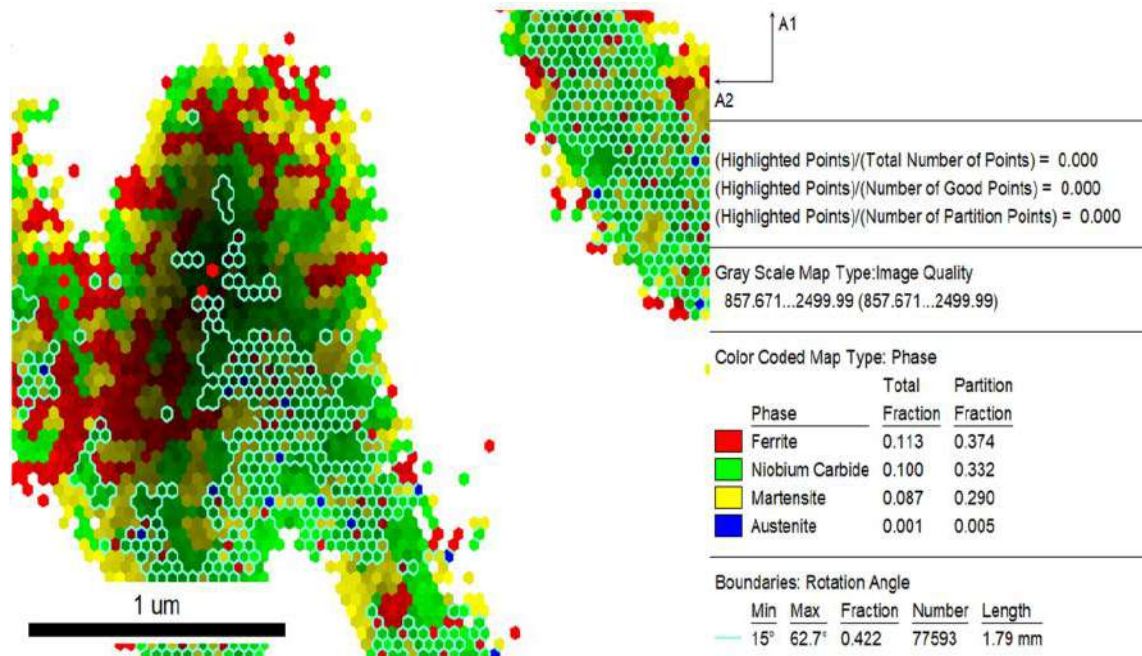 A1
A2
(Highlighted Points)/(Total Number of Points) = 0.000
(Highlighted Points)/(Number of Good Points) = 0.000
(Highlighted Points)/(Number of Partition Points) = 0.000
Gray Scale Map Type:Image Quality
857.671...2499.99 (857.671...2499.99)
Color Coded Map Type: Phase
Total Partition
Phase Fraction Fraction
Ferrite 0.113 0.374
Niobium Carbide 0.100 0.332
Martensite 0.087 0.290
Austenite 0.001 0.005
Boundaries: Rotation Angle
Min Max Fraction Number Length
15° 62.7° 0.422 77593 1.79 mm
1 um